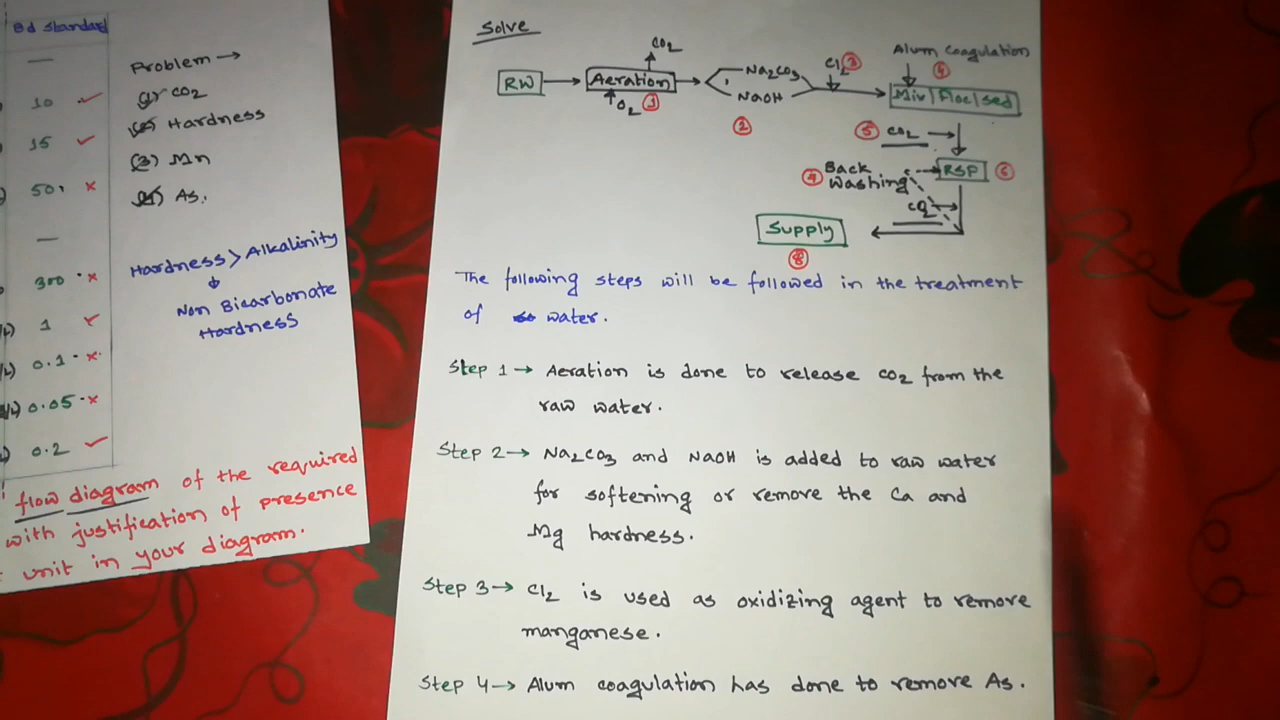 Bd Standard
—
10 ✓
15 ✓
50. ×
—
300 ×
1 ✓
0.1 ×
0.05 ×
0.2 ✓
Problem →
(1) CO2
(2) Hardness
(3) Mn
(4) As.
Hardness > Alkalinity
↓
Non Bicarbonate
Hardness
flow diagram of the required
with justification of presence
unit in your diagram.
Solve
CO2
RW → Aeration → Na2CO3 Cl2 ③ Alum Coagulation ④
O2 ① NaOH ② Mix/Floc/Sed
⑤ CO2 →
Back Washing RSF ⑥
CO2 →
Supply
⑧
The following steps will be followed in the treatment
of water.
Step 1 → Aeration is done to release CO2 from the
raw water.
Step 2 → Na2CO3 and NaOH is added to raw water
for softening or remove the Ca and
Mg hardness.
Step 3 → Cl2 is used as oxidizing agent to remove
manganese.
Step 4 → Alum coagulation has done to remove As.